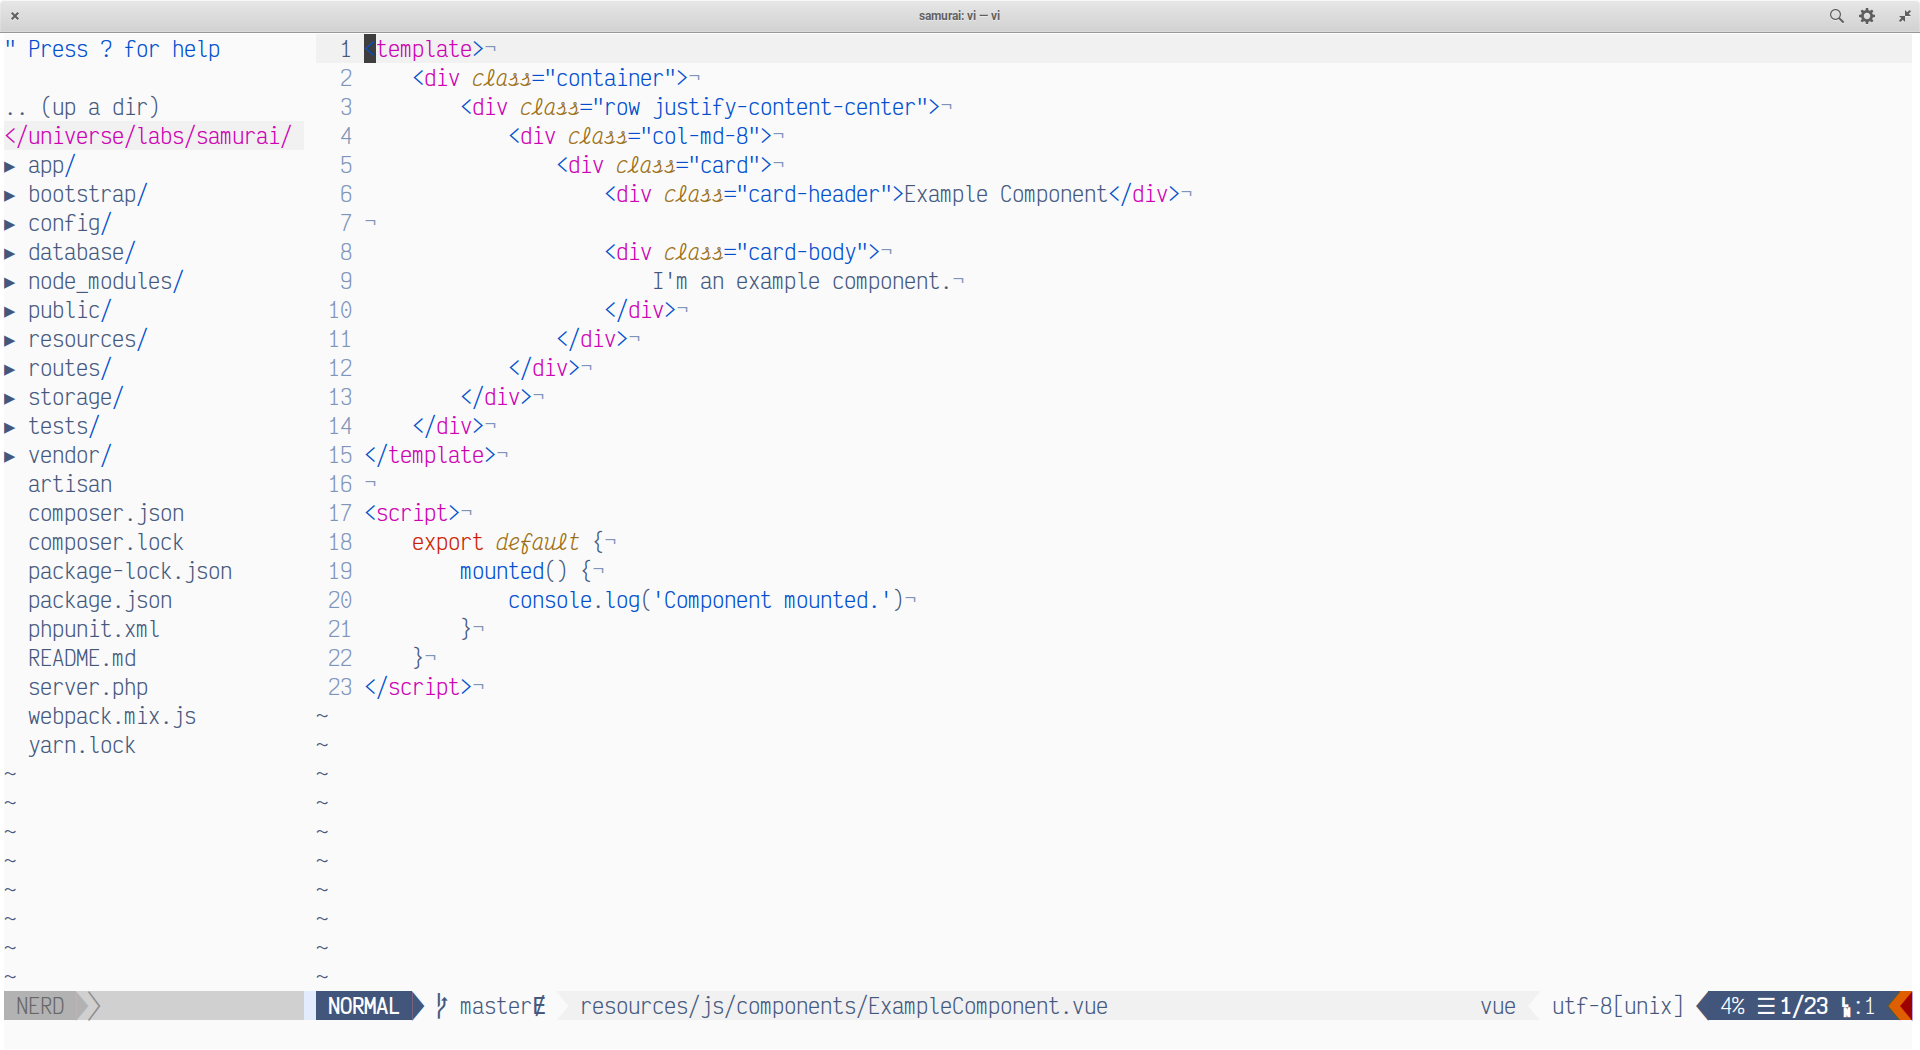 samurai: vi — vi
" Press ? for help
.. (up a dir)
</universe/labs/samurai/
▸ app/
▸ bootstrap/
▸ config/
▸ database/
▸ node_modules/
▸ public/
▸ resources/
▸ routes/
▸ storage/
▸ tests/
▸ vendor/
artisan
composer.json
composer.lock
package-lock.json
package.json
phpunit.xml
README.md
server.php
webpack.mix.js
yarn.lock
~
~
~
~
~
~
~
~
1 <template>¬
2     <div class="container">¬
3         <div class="row justify-content-center">¬
4             <div class="col-md-8">¬
5                 <div class="card">¬
6                     <div class="card-header">Example Component</div>¬
7 ¬
8                     <div class="card-body">¬
9                         I'm an example component.¬
10                     </div>¬
11                 </div>¬
12             </div>¬
13         </div>¬
14     </div>¬
15 </template>¬
16 ¬
17 <script>¬
18     export default {¬
19         mounted() {¬
20             console.log('Component mounted.')¬
21         }¬
22     }¬
23 </script>¬
~
~
~
~
~
~
~
~
~
~
NERD
NORMAL masterɆ resources/js/components/ExampleComponent.vue vue utf-8[unix] 4% ☰ 1/23 :1